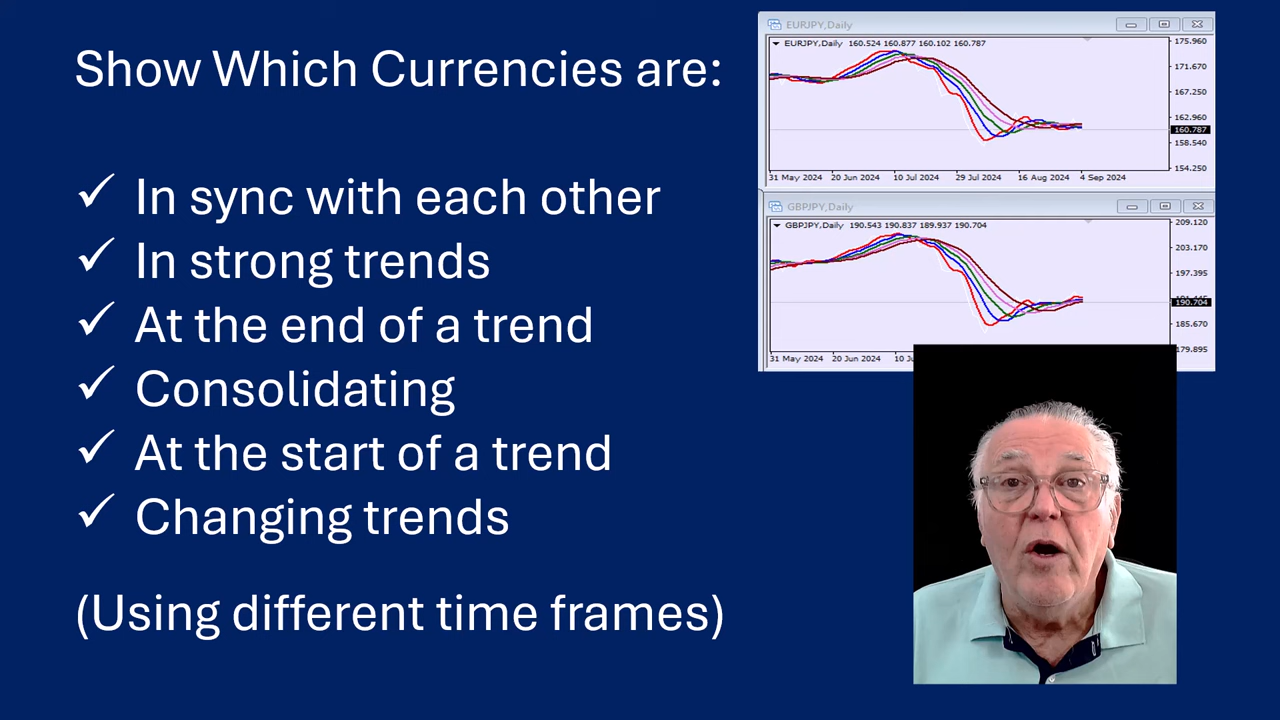 Show Which Currencies are:
✓ In sync with each other
✓ In strong trends
✓ At the end of a trend
✓ Consolidating
✓ At the start of a trend
✓ Changing trends
(Using different time frames)
EURJPY,Daily
EURJPY,Daily 160.524 160.877 160.102 160.787
175.960
171.670
167.250
162.960
160.787
158.540
154.250
31 May 2024 20 Jun 2024 10 Jul 2024 29 Jul 2024 16 Aug 2024 4 Sep 2024
GBPJPY,Daily
GBPJPY,Daily 190.543 190.837 189.937 190.704
209.120
203.170
197.395
190.704
185.670
179.895
31 May 2024 20 Jun 2024 10